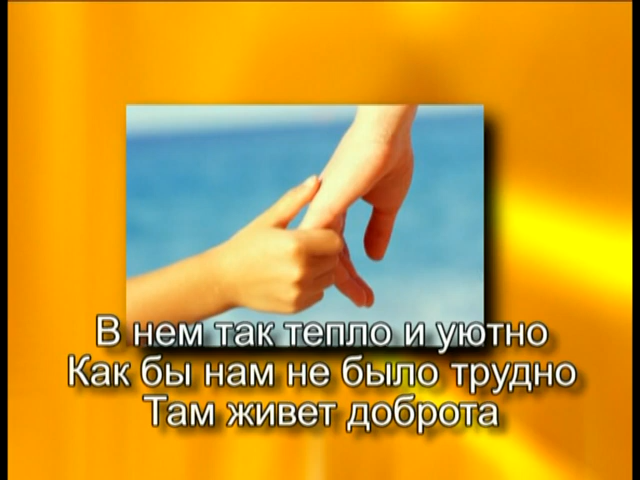 В нем так тепло и уютно
Как бы нам не было трудно
Там живет доброта